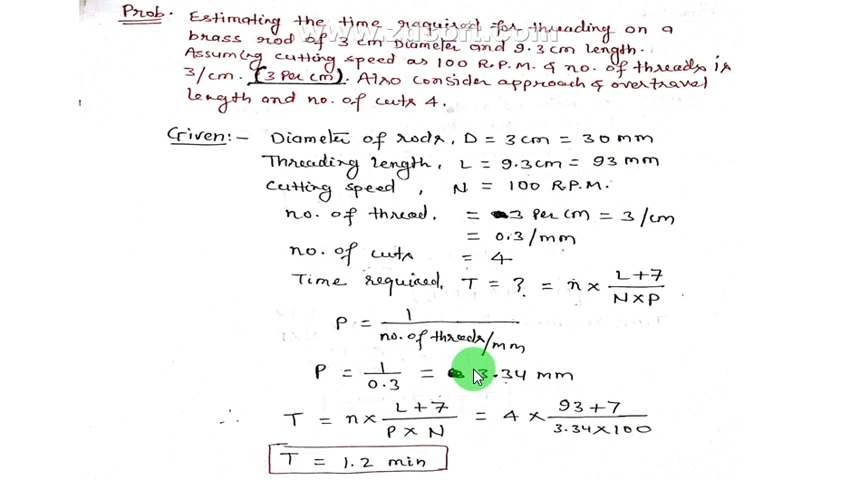 Prob. Estimating the time required for threading on a
brass rod of 3 cm Diameter and 9.3 cm length.
Assuming cutting speed as 100 R.P.M. & no. of threads is
3/cm. (3 Per cm). Also consider approach & overtravel
length and no. of cuts 4.
www.zdsoft.com
Given:- Diameter of rods, D = 3 cm = 30 mm
Threading length, L = 9.3 cm = 93 mm
Cutting speed, N = 100 R.P.M.
no. of thread. = 3 Per cm = 3/cm
= 0.3/mm
no. of cuts = 4
Time required, T = ? = n × L+7 / N×P
P = 1 / no. of threads/mm
P = 1 / 0.3 = 3.34 mm
∴ T = n × L+7 / P × N = 4 × 93+7 / 3.34×100
T = 1.2 min